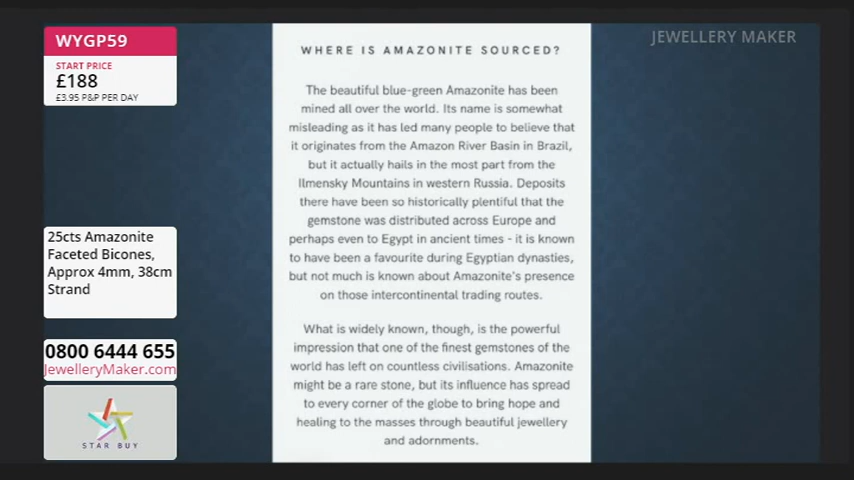 WYGP59
START PRICE
£188
£3.95 P&P PER DAY
25cts Amazonite
Faceted Bicones,
Approx 4mm, 38cm
Strand
0800 6444 655
JewelleryMaker.com
STAR BUY
JEWELLERY MAKER
WHERE IS AMAZONITE SOURCED?
The beautiful blue-green Amazonite has been
mined all over the world. Its name is somewhat
misleading as it has led many people to believe that
it originates from the Amazon River Basin in Brazil,
but it actually hails in the most part from the
Ilmensky Mountains in western Russia. Deposits
there have been so historically plentiful that the
gemstone was distributed across Europe and
perhaps even to Egypt in ancient times - it is known
to have been a favourite during Egyptian dynasties,
but not much is known about Amazonite's presence
on those intercontinental trading routes.
What is widely known, though, is the powerful
impression that one of the finest gemstones of the
world has left on countless civilisations. Amazonite
might be a rare stone, but its influence has spread
to every corner of the globe to bring hope and
healing to the masses through beautiful jewellery
and adornments.